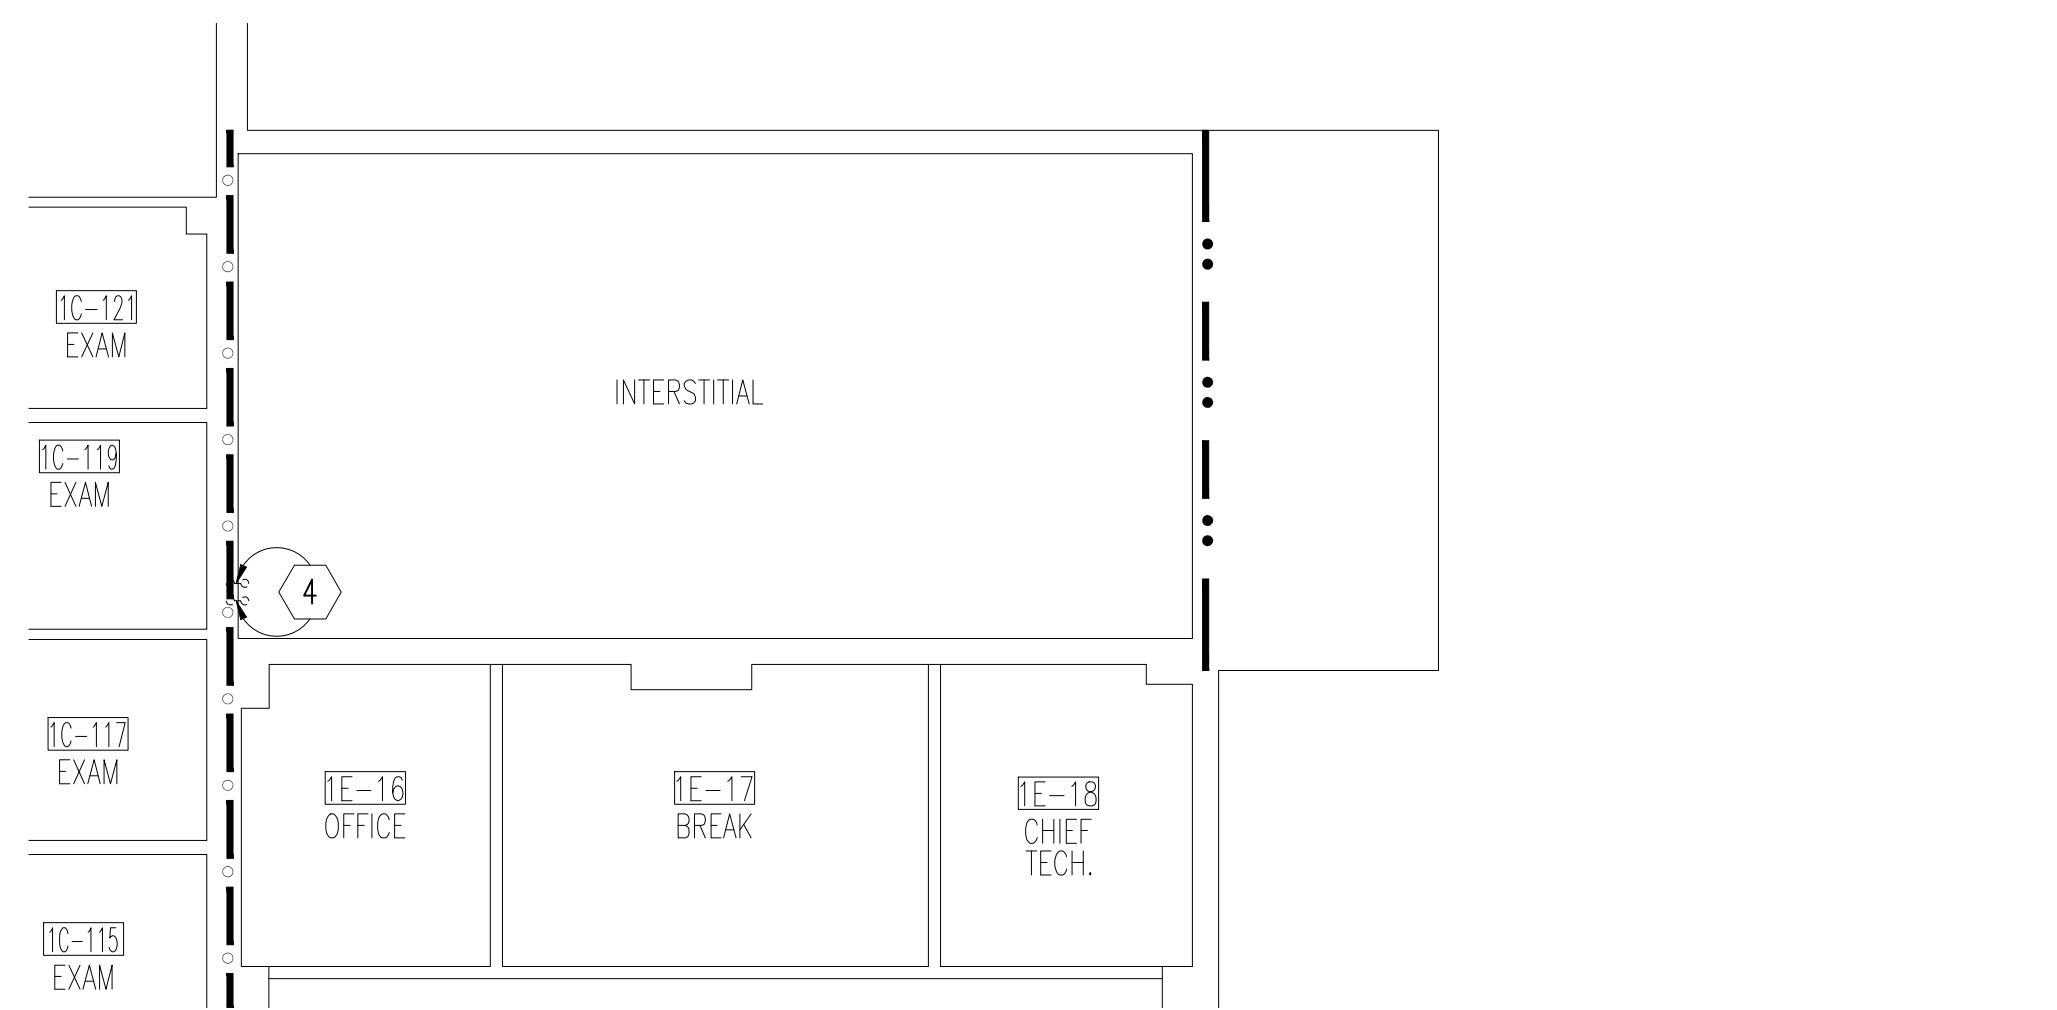 1C-121
EXAM
INTERSTITIAL
1C-119
EXAM
4
1C-117
EXAM
1E-16
OFFICE
1E-17
BREAK
1E-18
CHIEF
TECH.
1C-115
EXAM